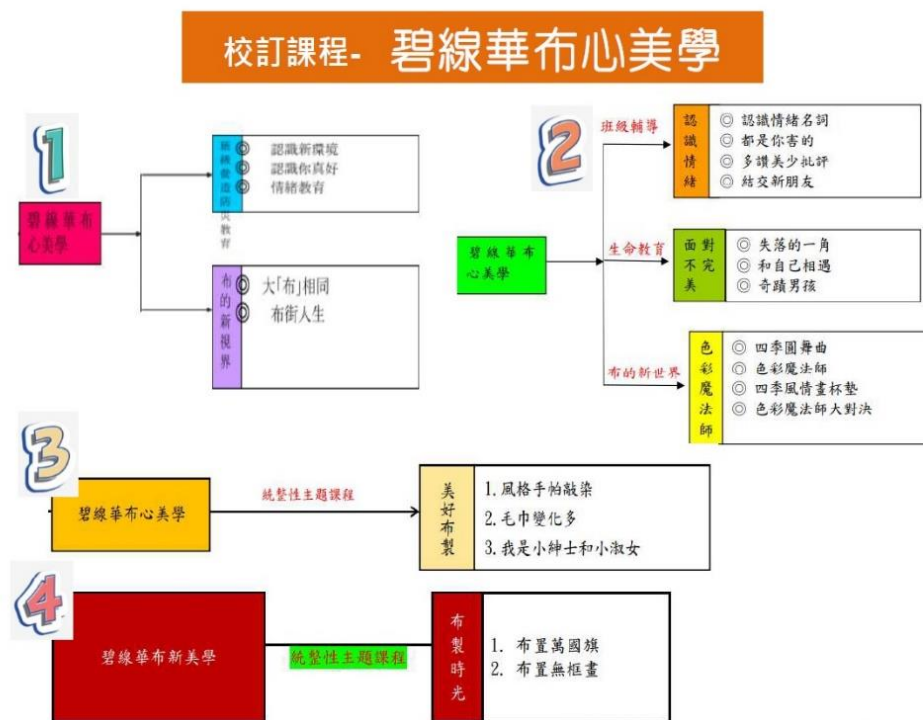 校訂課程- 碧線華布心美學
1
碧線華布
心美學
災教育
◎ 認識新環境
◎ 認識你真好
◎ 情緒教育
布的新視界
◎ 大「布」相同
◎ 布街人生
2
碧線華布
心美學
班級輔導
認識情緒
◎ 認識情緒名詞
◎ 都是你害的
◎ 多讚美少批評
◎ 結交新朋友
生命教育
面對不完美
◎ 失落的一角
◎ 和自己相遇
◎ 奇蹟男孩
布的新世界
色彩魔法師
◎ 四季圓舞曲
◎ 色彩魔法師
◎ 四季風情畫杯墊
◎ 色彩魔法師大對決
3
碧線華布心美學
統整性主題課程
美好布製
1.風格手帕敲染
2.毛巾變化多
3.我是小紳士和小淑女
4
碧線華布新美學
統整性主題課程
布製時光
1. 布置萬國旗
2. 布置無框畫